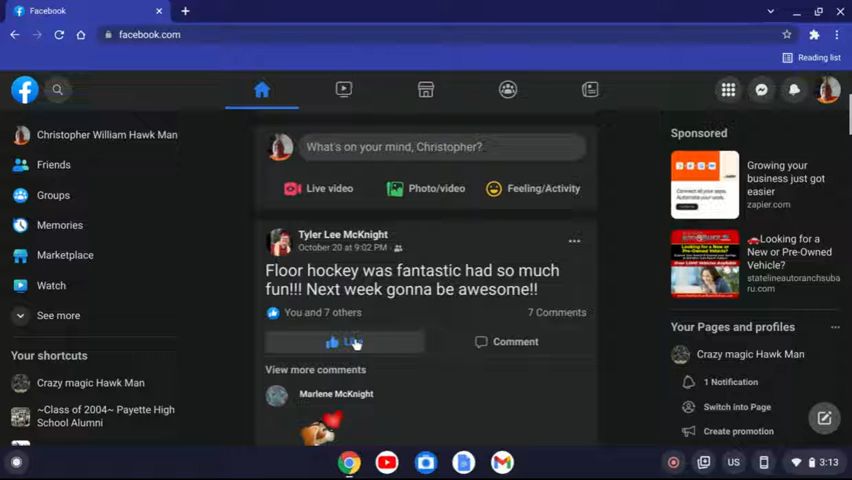 Facebook
facebook.com
Reading list
Christopher William Hawk Man
Friends
Groups
Memories
Marketplace
Watch
See more
Your shortcuts
Crazy magic Hawk Man
~Class of 2004~ Payette High
School Alumni
What's on your mind, Christopher?
Live video
Photo/video
Feeling/Activity
Tyler Lee McKnight
October 20 at 9:02 PM
Floor hockey was fantastic had so much
fun!!! Next week gonna be awesome!!
You and 7 others
7 Comments
Comment
View more comments
Marlene McKnight
Sponsored
Growing your
business just got
easier
zapier.com
🚗Looking for a
New or Pre-Owned
Vehicle?
statelineautoranchsuba
ru.com
Your Pages and profiles
Crazy magic Hawk Man
1 Notification
Switch into Page
Create promotion
US
3:13